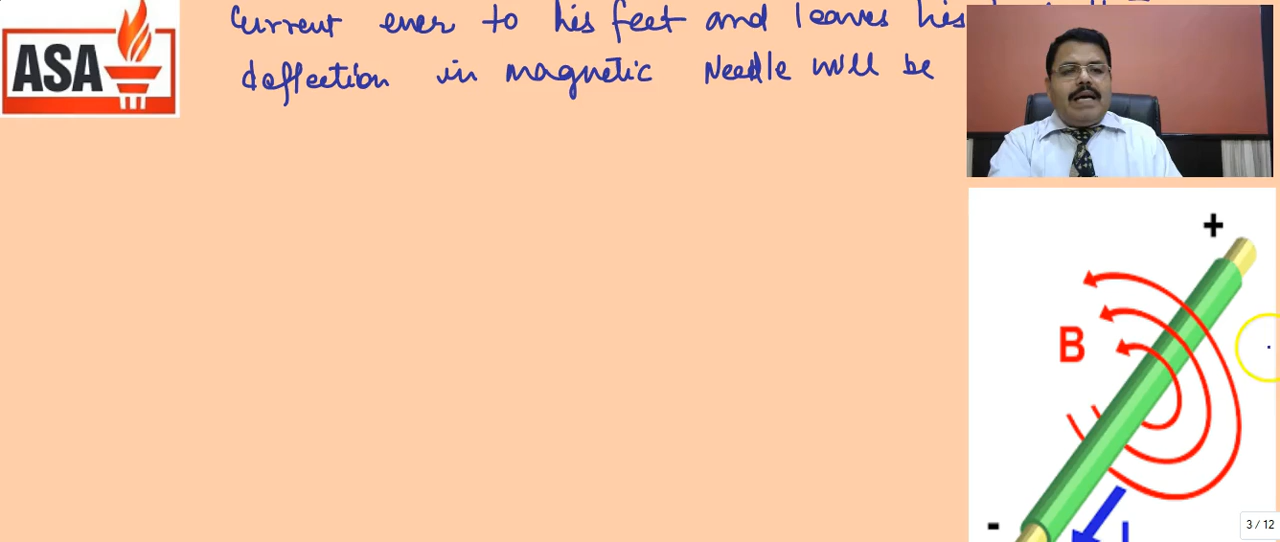 Current ener to his feet and leaves his
deflection in magnetic Needle will be
ASA
+
B
-
I
3 / 12